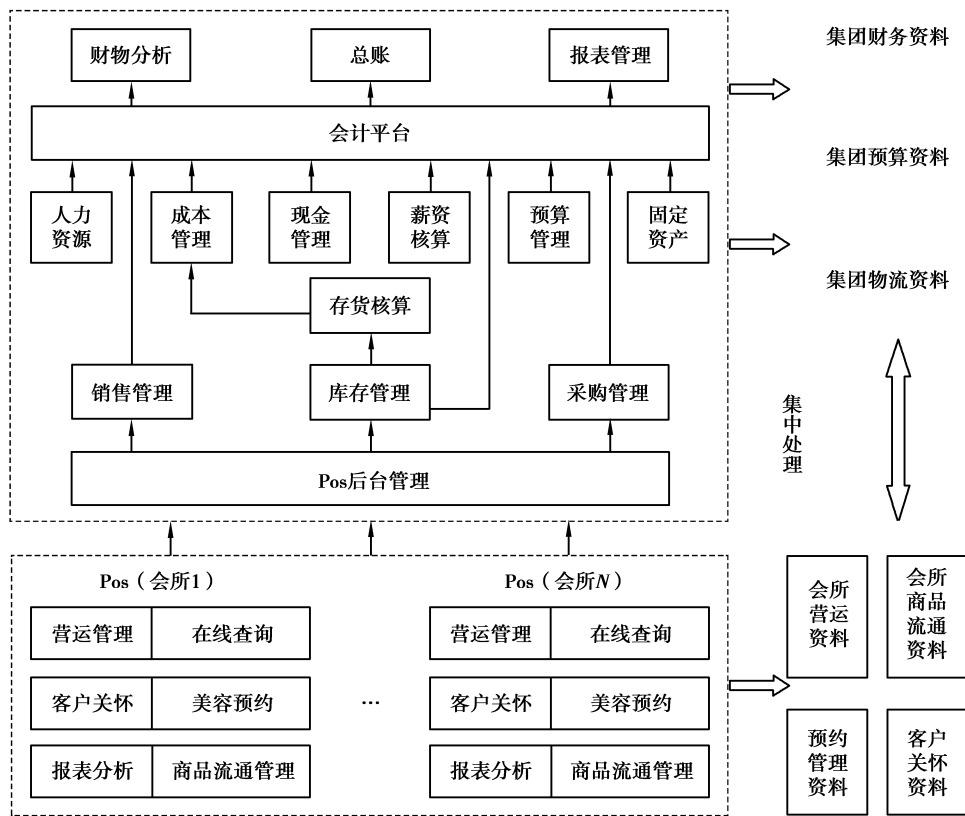 财物分析
总账
报表管理
集团财务资料
会计平台
集团预算资料
人力
资源
成本
管理
现金
管理
薪资
核算
预算
管理
固定
资产
集团物流资料
存货核算
销售管理
库存管理
采购管理
集中处理
Pos后台管理
Pos（会所1）
Pos（会所N）
营运管理
在线查询
营运管理
在线查询
客户关怀
美容预约
…
客户关怀
美容预约
报表分析
商品流通管理
报表分析
商品流通管理
会所
营运
资料
会所
商品
流通
资料
预约
管理
资料
客户
关怀
资料